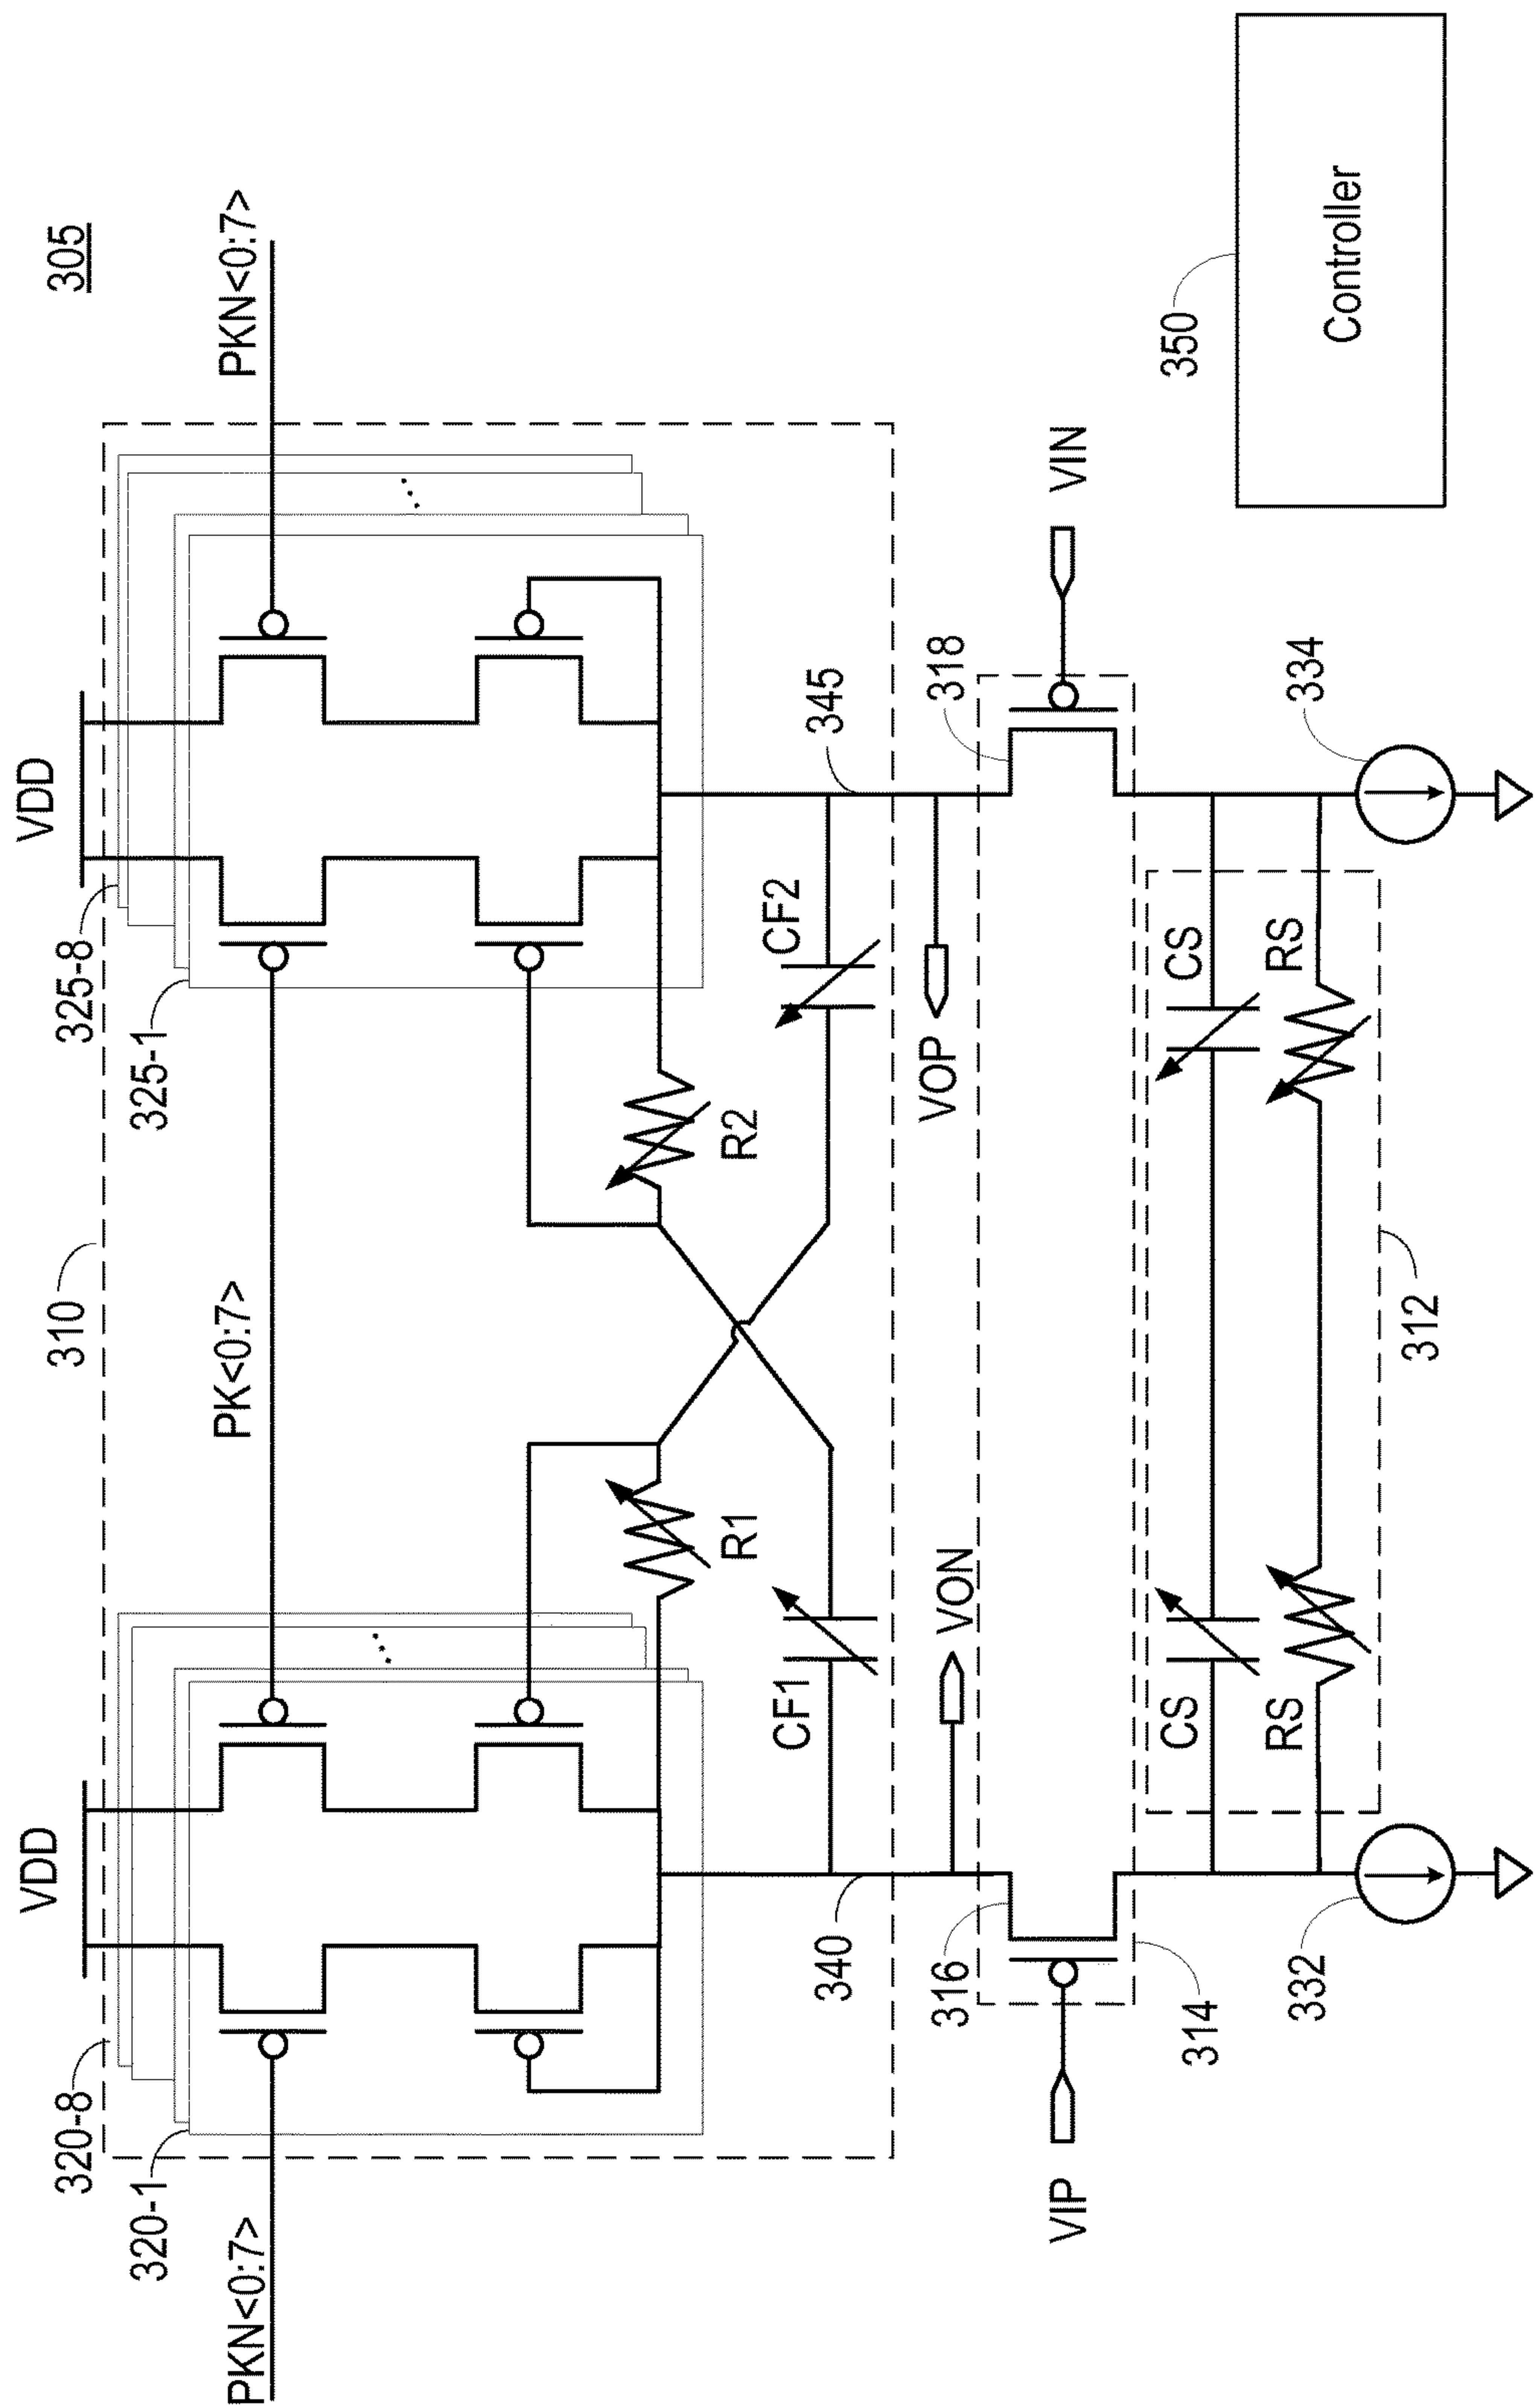 305
310
VDD
VDD
PKN<0:7>
PK<0:7>
PKN<0:7>
320-8
320-1
325-8
325-1
R1
R2
CF1
CF2
340
345
VON
VOP
316
318
VIP
VIN
314
CS
CS
RS
RS
312
332
334
350
Controller